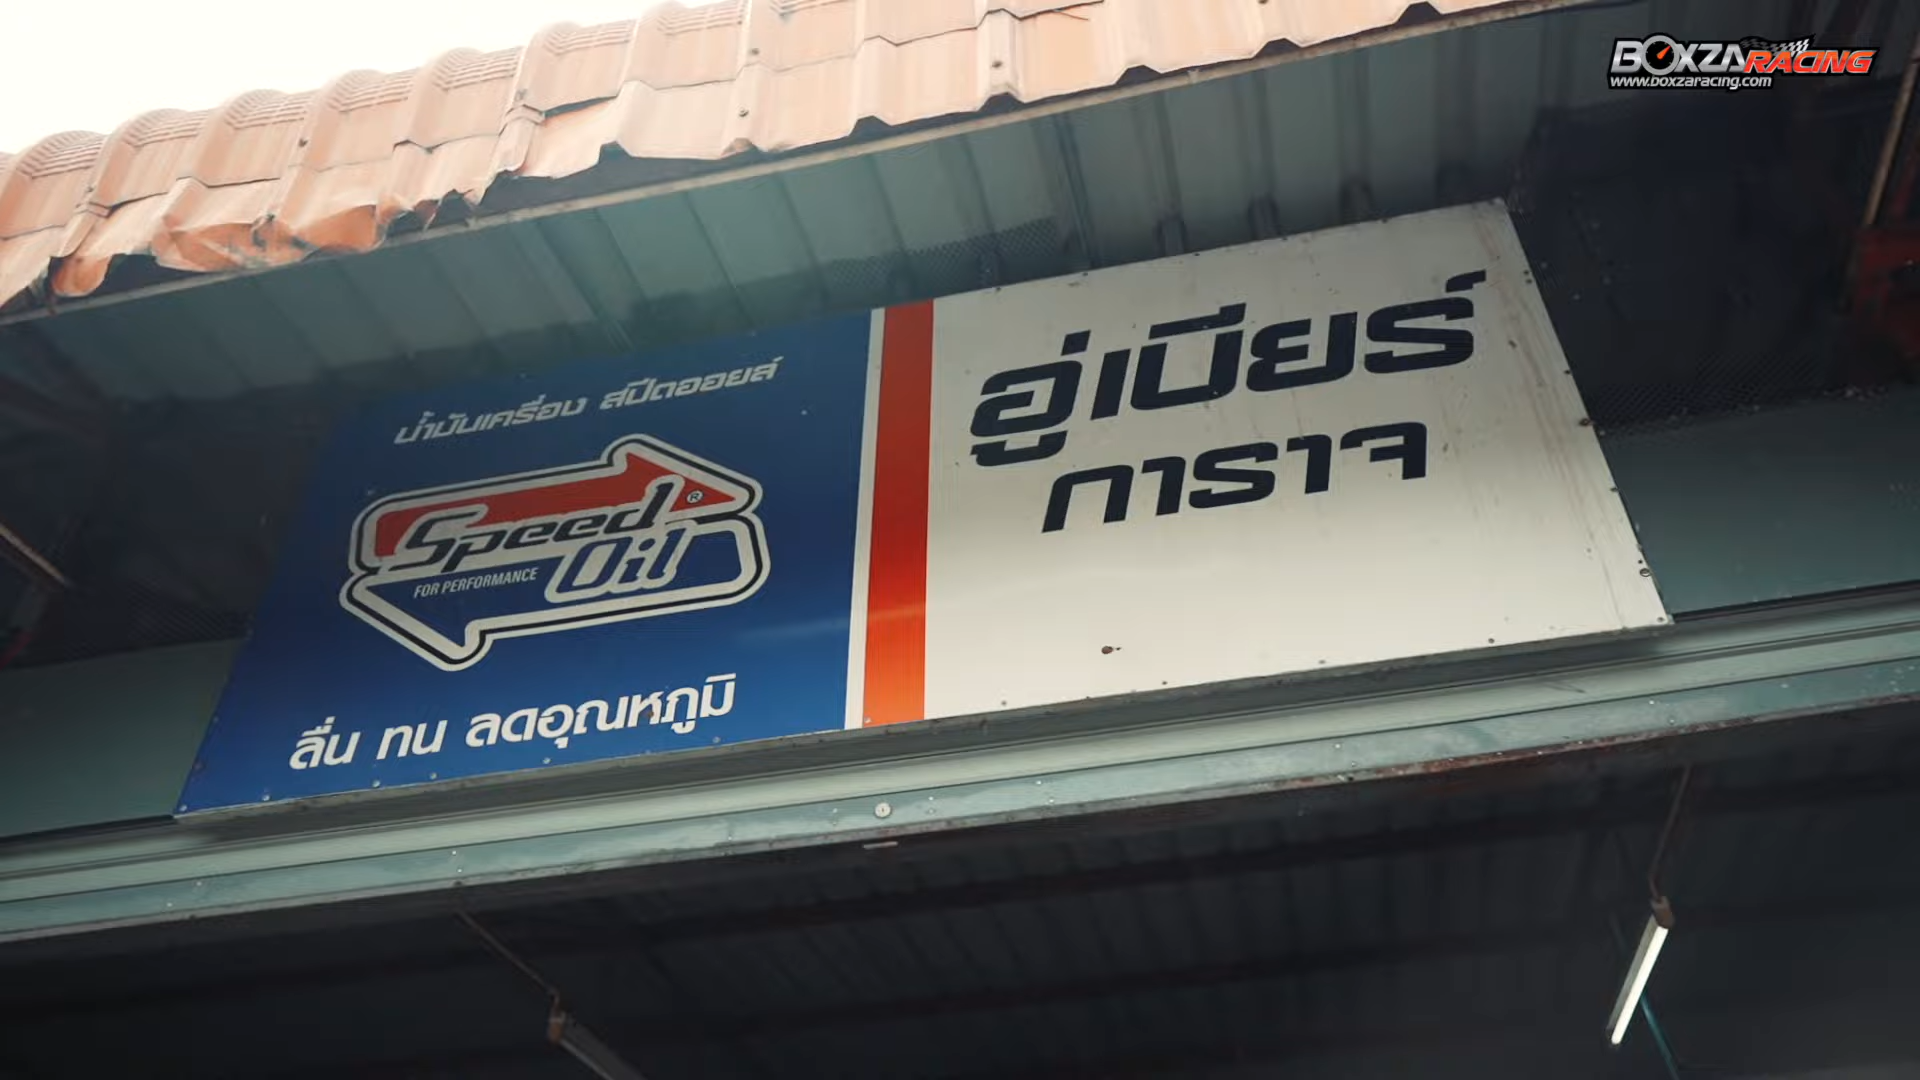 BOXZA RACING
www.boxzaracing.com
น้ำมันเครื่อง สปีดออยล์
Speed ®
Oil
FOR PERFORMANCE
ลื่น ทน ลดอุณหภูมิ
อู่เบียร์
การาจ